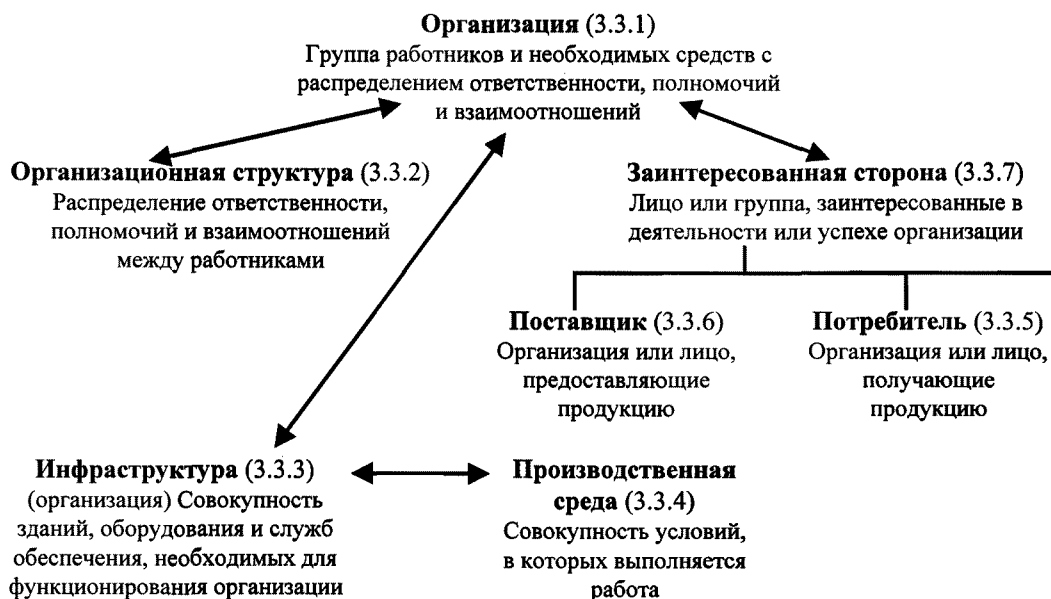 Организация (3.3.1)
Группа работников и необходимых средств с
распределением ответственности, полномочий
и взаимоотношений
Организационная структура (3.3.2)
Распределение ответственности,
полномочий и взаимоотношений
между работниками
Заинтересованная сторона (3.3.7)
Лицо или группа, заинтересованные в
деятельности или успехе организации
Поставщик (3.3.6)
Организация или лицо,
предоставляющие
продукцию
Потребитель (3.3.5)
Организация или лицо,
получающие
продукцию
Инфраструктура (3.3.3)
(организация) Совокупность
зданий, оборудования и служб
обеспечения, необходимых для
функционирования организации
Производственная
среда (3.3.4)
Совокупность условий,
в которых выполняется
работа